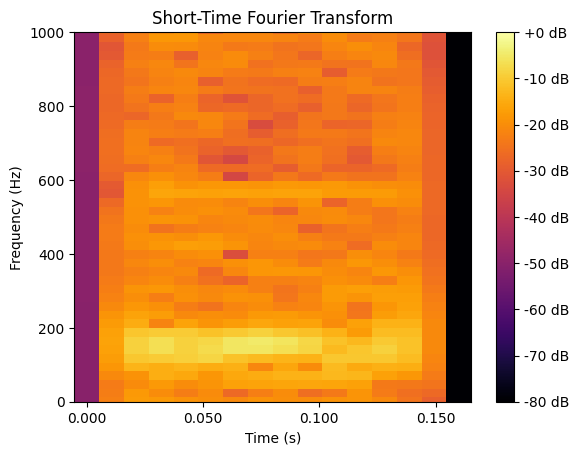 Short-Time Fourier Transform
Frequency (Hz)
1000
800
600
400
200
0
0.000 0.050 0.100 0.150
Time (s)
+0 dB
-10 dB
-20 dB
-30 dB
-40 dB
-50 dB
-60 dB
-70 dB
-80 dB